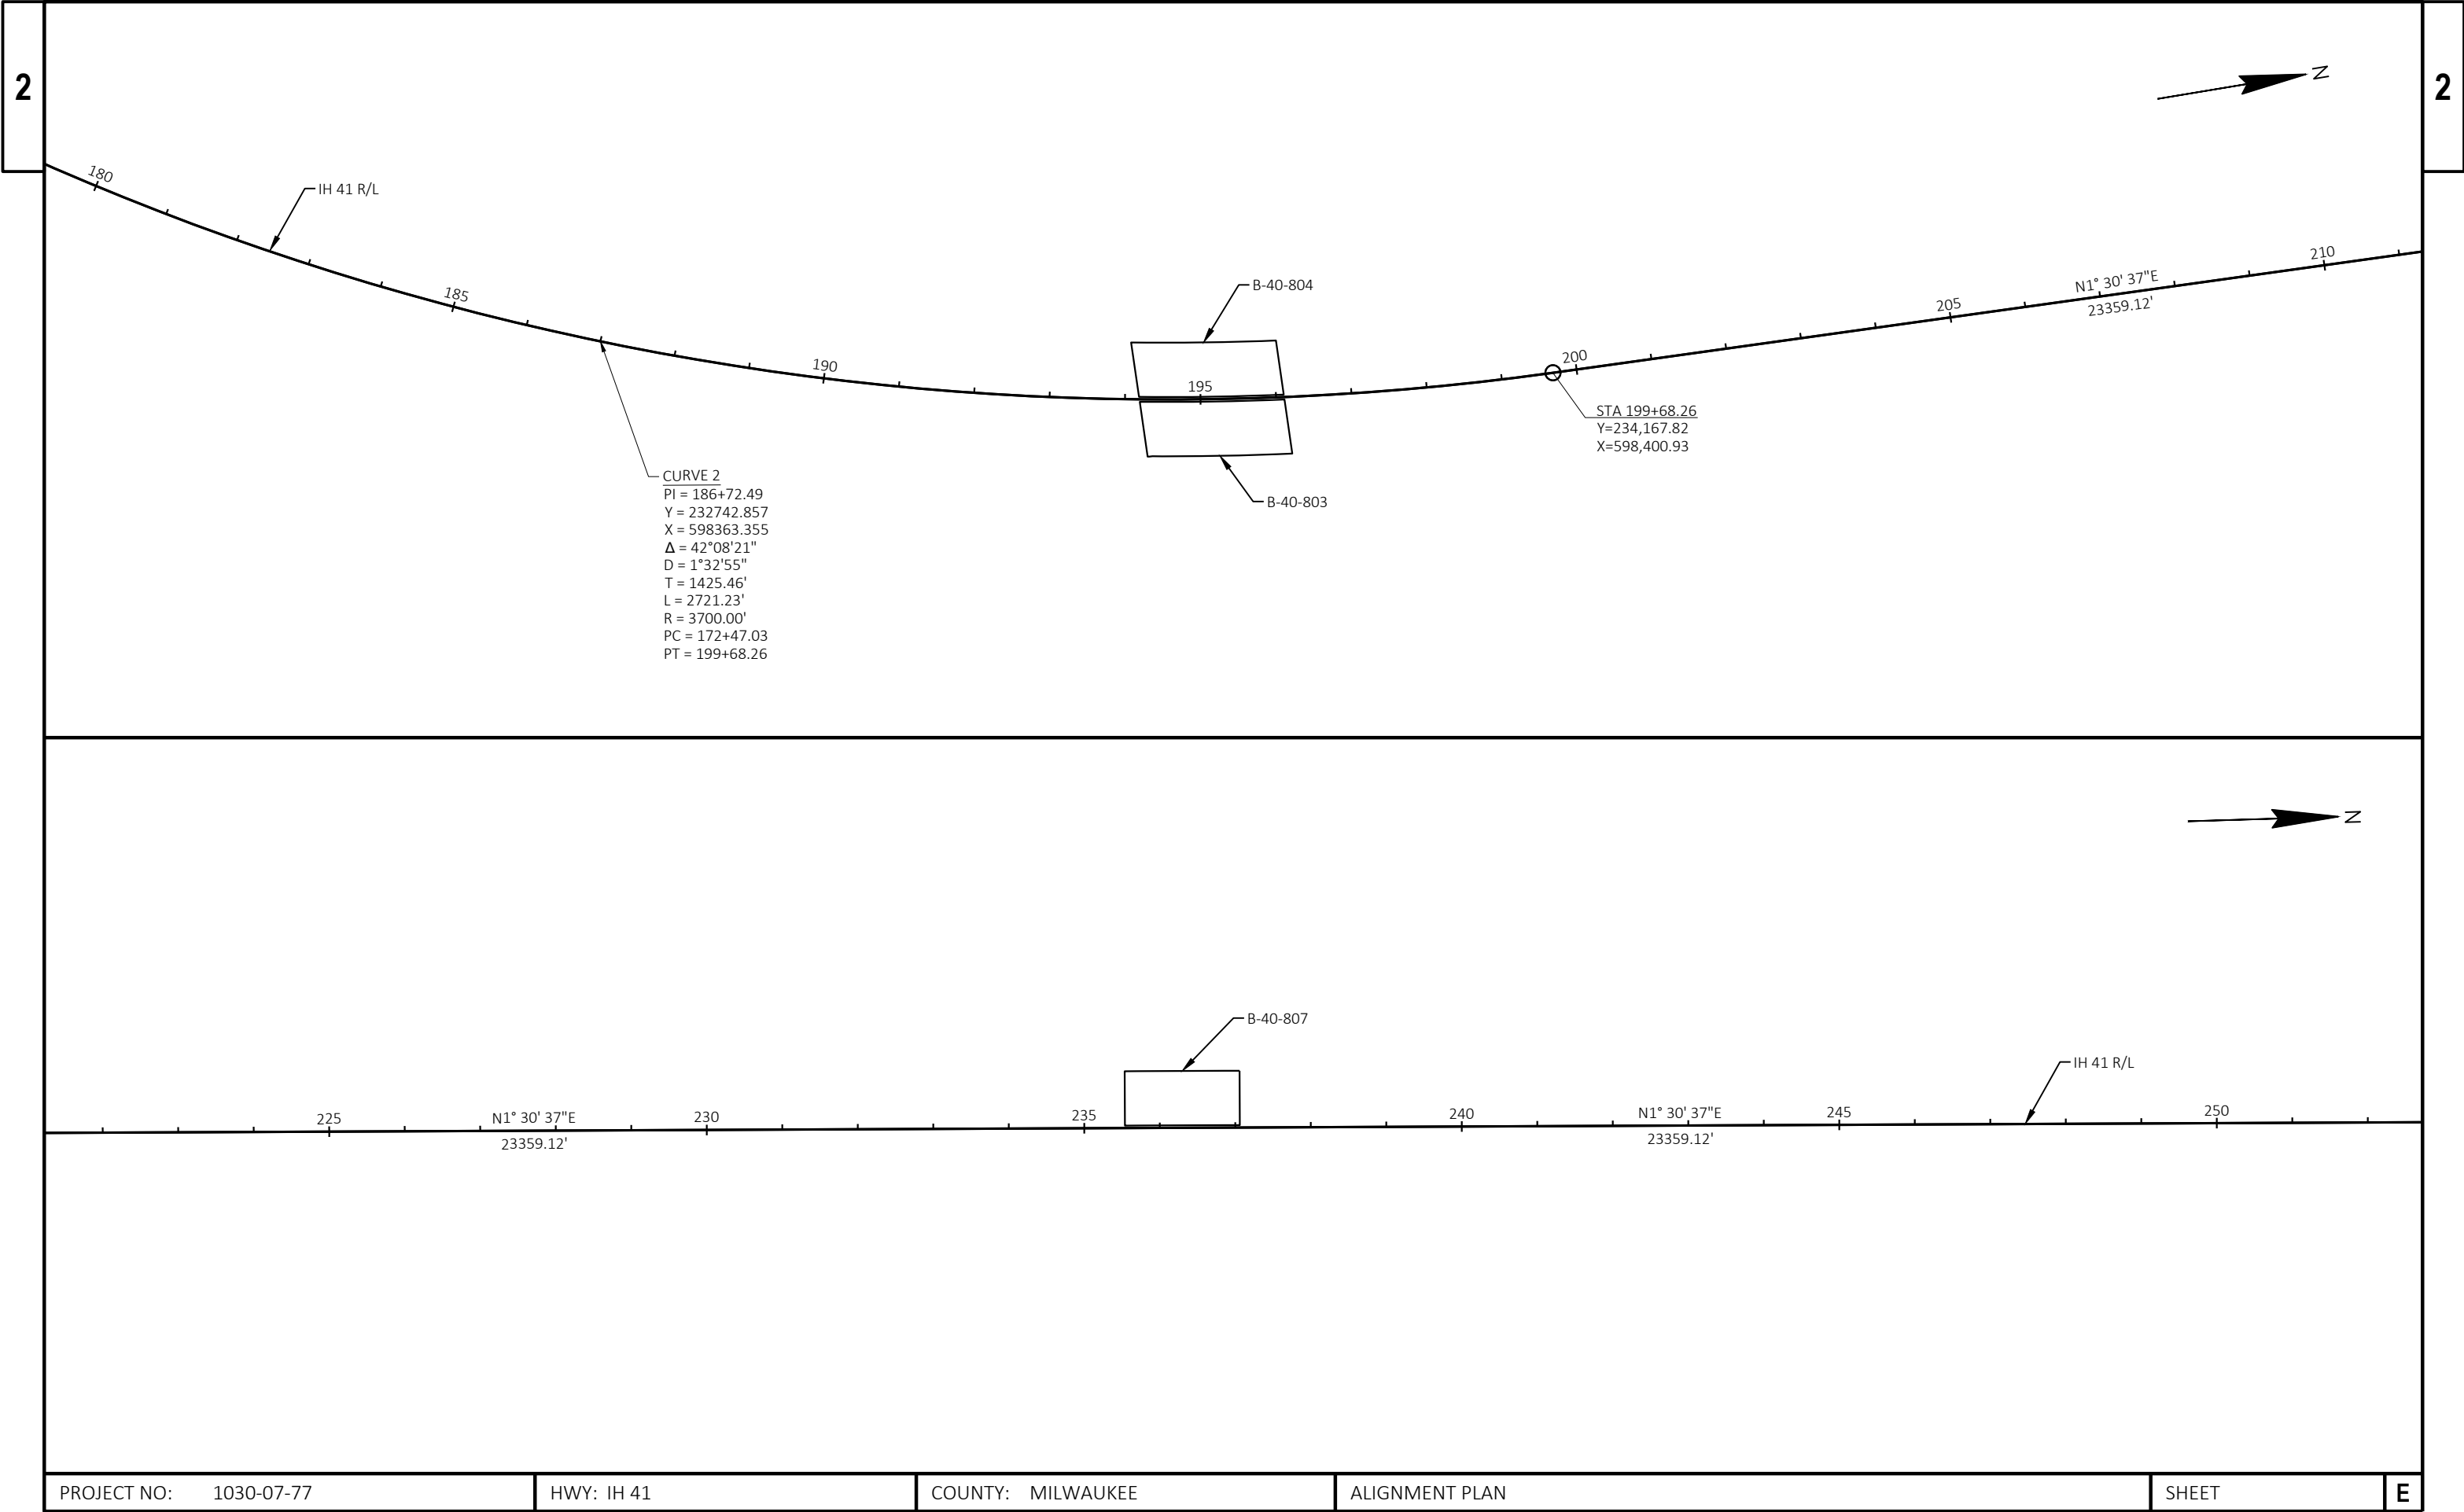 2
2
N
180
IH 41 R/L
185
190
B-40-804
195
200
205
N1° 30' 37"E
23359.12'
210
STA 199+68.26
Y=234,167.82
X=598,400.93
B-40-803
CURVE 2
PI = 186+72.49
Y = 232742.857
X = 598363.355
Δ = 42°08'21"
D = 1°32'55"
T = 1425.46'
L = 2721.23'
R = 3700.00'
PC = 172+47.03
PT = 199+68.26
N
B-40-807
IH 41 R/L
225
N1° 30' 37"E
23359.12'
230
235
240
N1° 30' 37"E
23359.12'
245
250
PROJECT NO: 1030-07-77
HWY: IH 41
COUNTY: MILWAUKEE
ALIGNMENT PLAN
SHEET
E